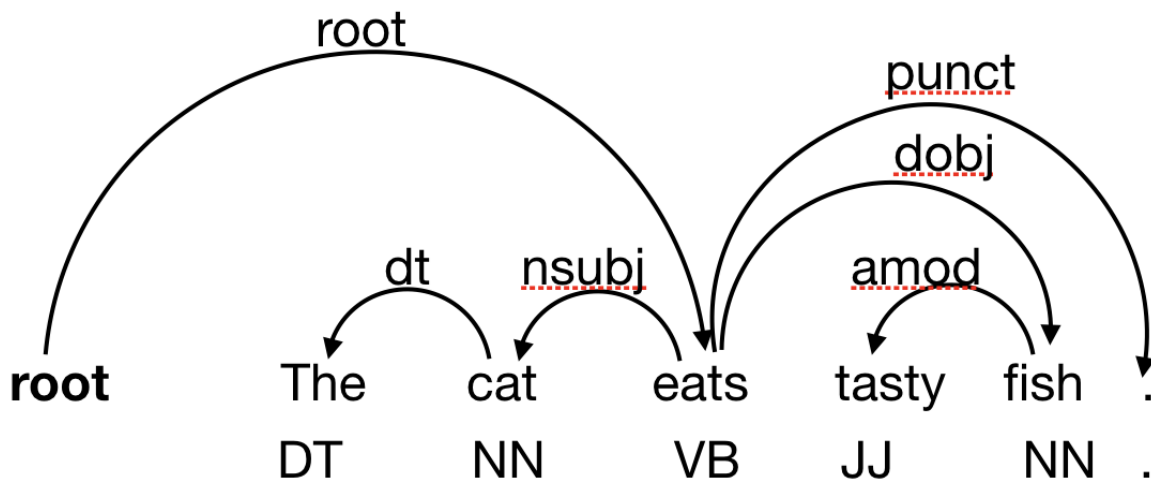 root
punct
dobj
dt nsubj amod
root The cat eats tasty fish .
DT NN VB JJ NN .